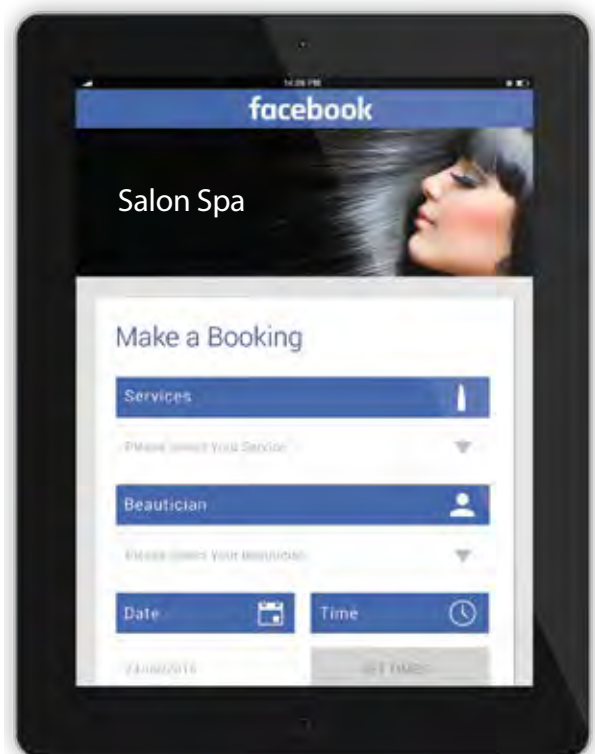 facebook
Salon Spa
Make a Booking
Services
Please Select Your Service
Beautician
Please Select Your Beautician
Date Time